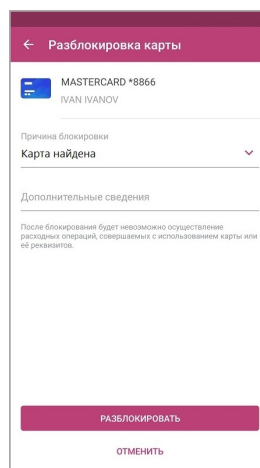 Разблокировка карты
MASTERCARD *8866
IVAN IVANOV
Причина блокировки
Карта найдена
Дополнительные сведения
После блокирования будет невозможно осуществление
расходных операций, совершаемых с использованием карты или
её реквизитов.
РАЗБЛОКИРОВАТЬ
ОТМЕНИТЬ